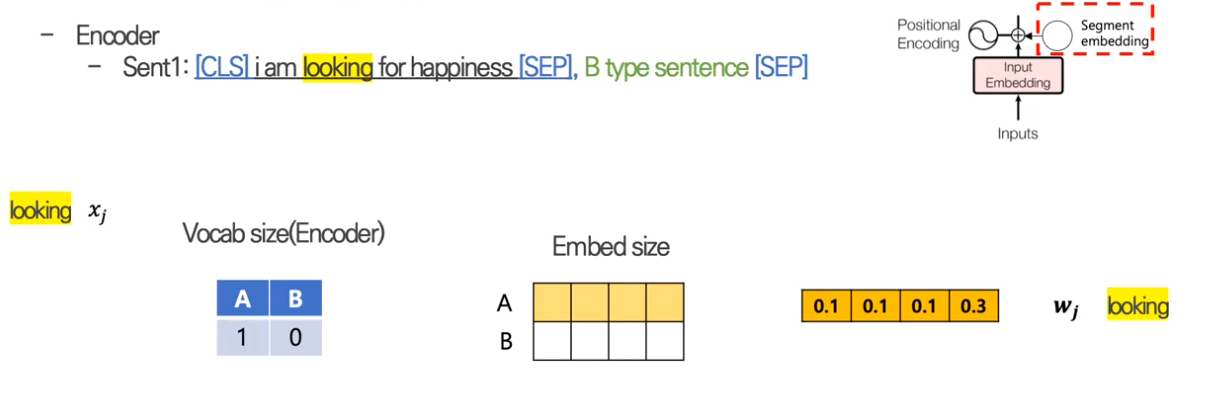 - Encoder
- Sent1: [CLS] i am looking for happiness [SEP], B type sentence [SEP]
Positional
Encoding
Segment
embedding
Input
Embedding
Inputs
looking xj
Vocab size(Encoder)
A B
1 0
Embed size
A
B
0.1 0.1 0.1 0.3
wj looking